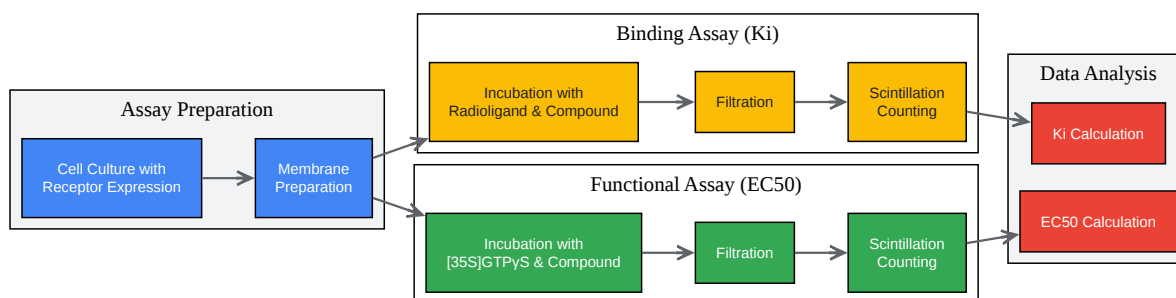 Assay Preparation
Cell Culture with
Receptor Expression
Membrane
Preparation
Binding Assay (Ki)
Incubation with
Radioligand & Compound
Filtration
Scintillation
Counting
Functional Assay (EC50)
Incubation with
[35S]GTPγS & Compound
Filtration
Scintillation
Counting
Data Analysis
Ki Calculation
EC50 Calculation